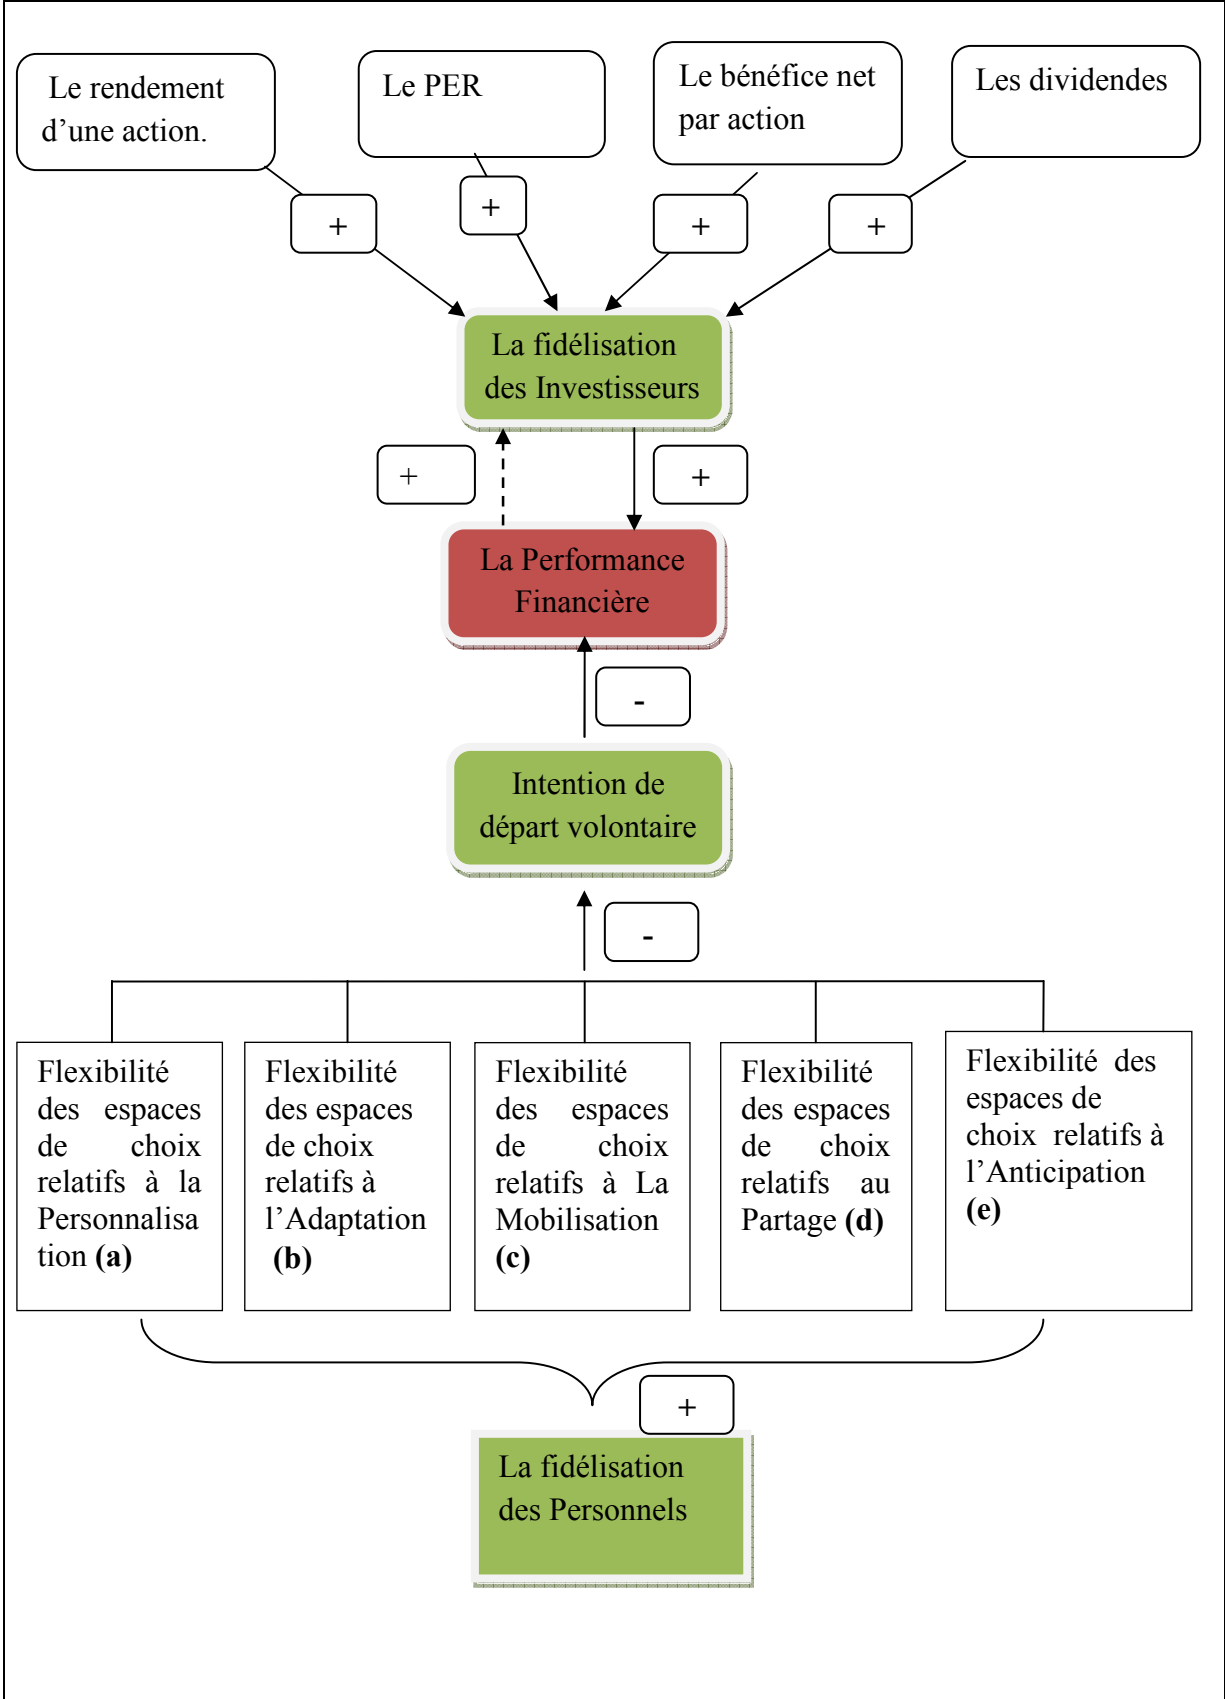 Le rendement
d’une action.
Le PER
Le bénéfice net
par action
Les dividendes
+
+
+
+
La fidélisation
des Investisseurs
+
+
La Performance
Financière
-
Intention de
départ volontaire
-
Flexibilité
des espaces
de choix
relatifs à la
Personnalisa
tion (a)
Flexibilité
des espaces
de choix
relatifs à
l’Adaptation
(b)
Flexibilité
des espaces
de choix
relatifs à La
Mobilisation
(c)
Flexibilité
des espaces
de choix
relatifs au
Partage (d)
Flexibilité des
espaces de
choix relatifs à
l’Anticipation
(e)
+
La fidélisation
des Personnels